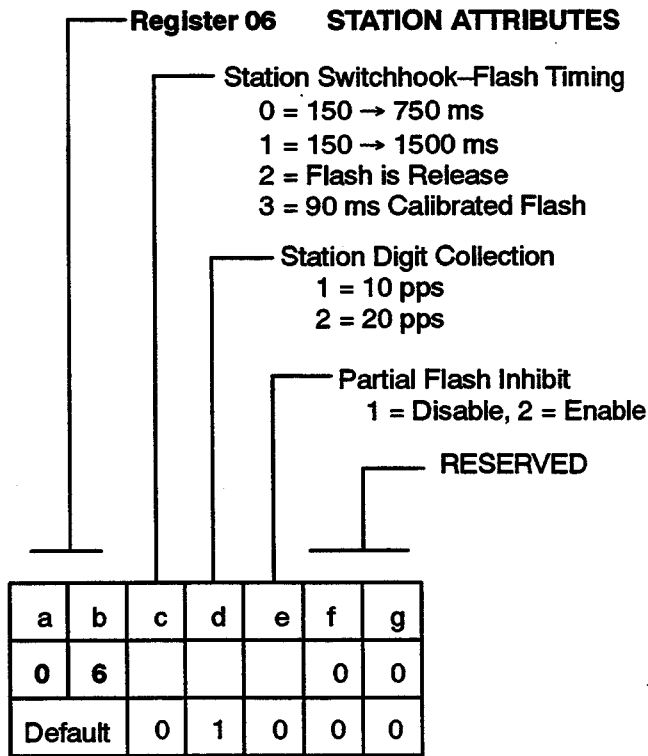 Register 06 STATION ATTRIBUTES
Station Switchhook–Flash Timing
0 = 150 → 750 ms
1 = 150 → 1500 ms
2 = Flash is Release
3 = 90 ms Calibrated Flash
Station Digit Collection
1 = 10 pps
2 = 20 pps
Partial Flash Inhibit
1 = Disable, 2 = Enable
RESERVED
a b c d e f g
0 6 0 0
Default 0 1 0 0 0